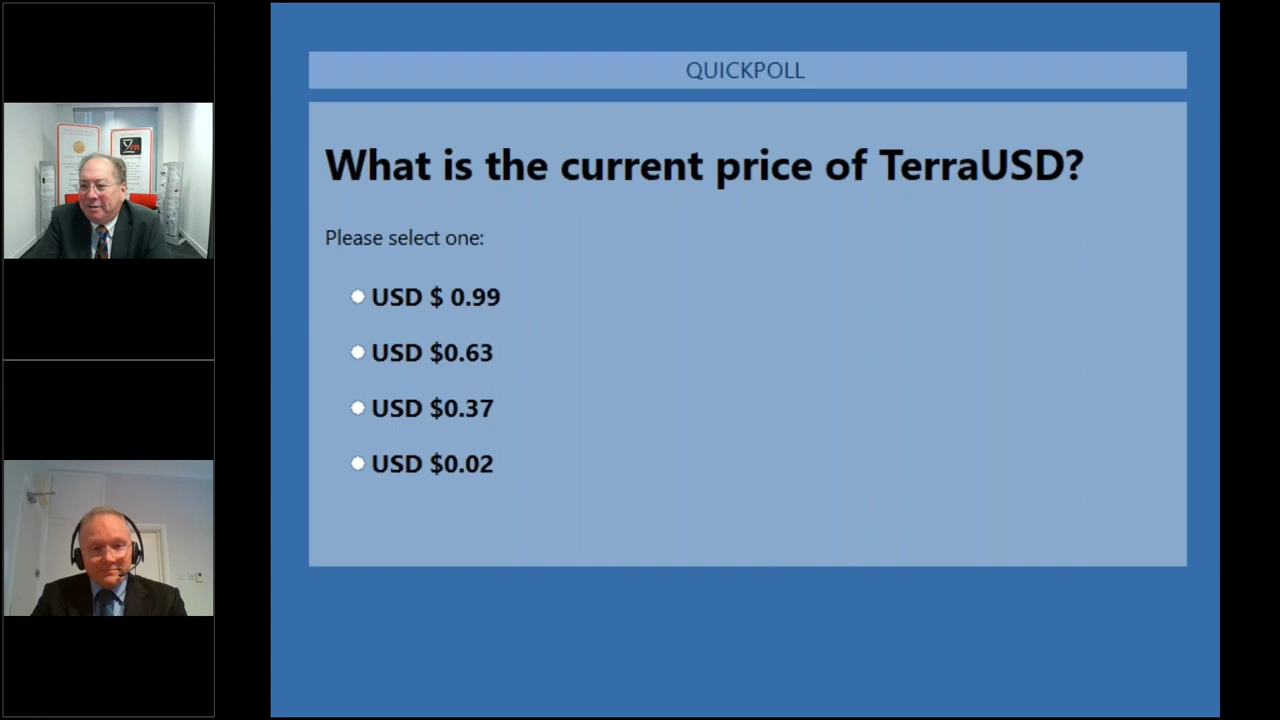 QUICKPOLL
What is the current price of TerraUSD?
Please select one:
USD $ 0.99
USD $0.63
USD $0.37
USD $0.02